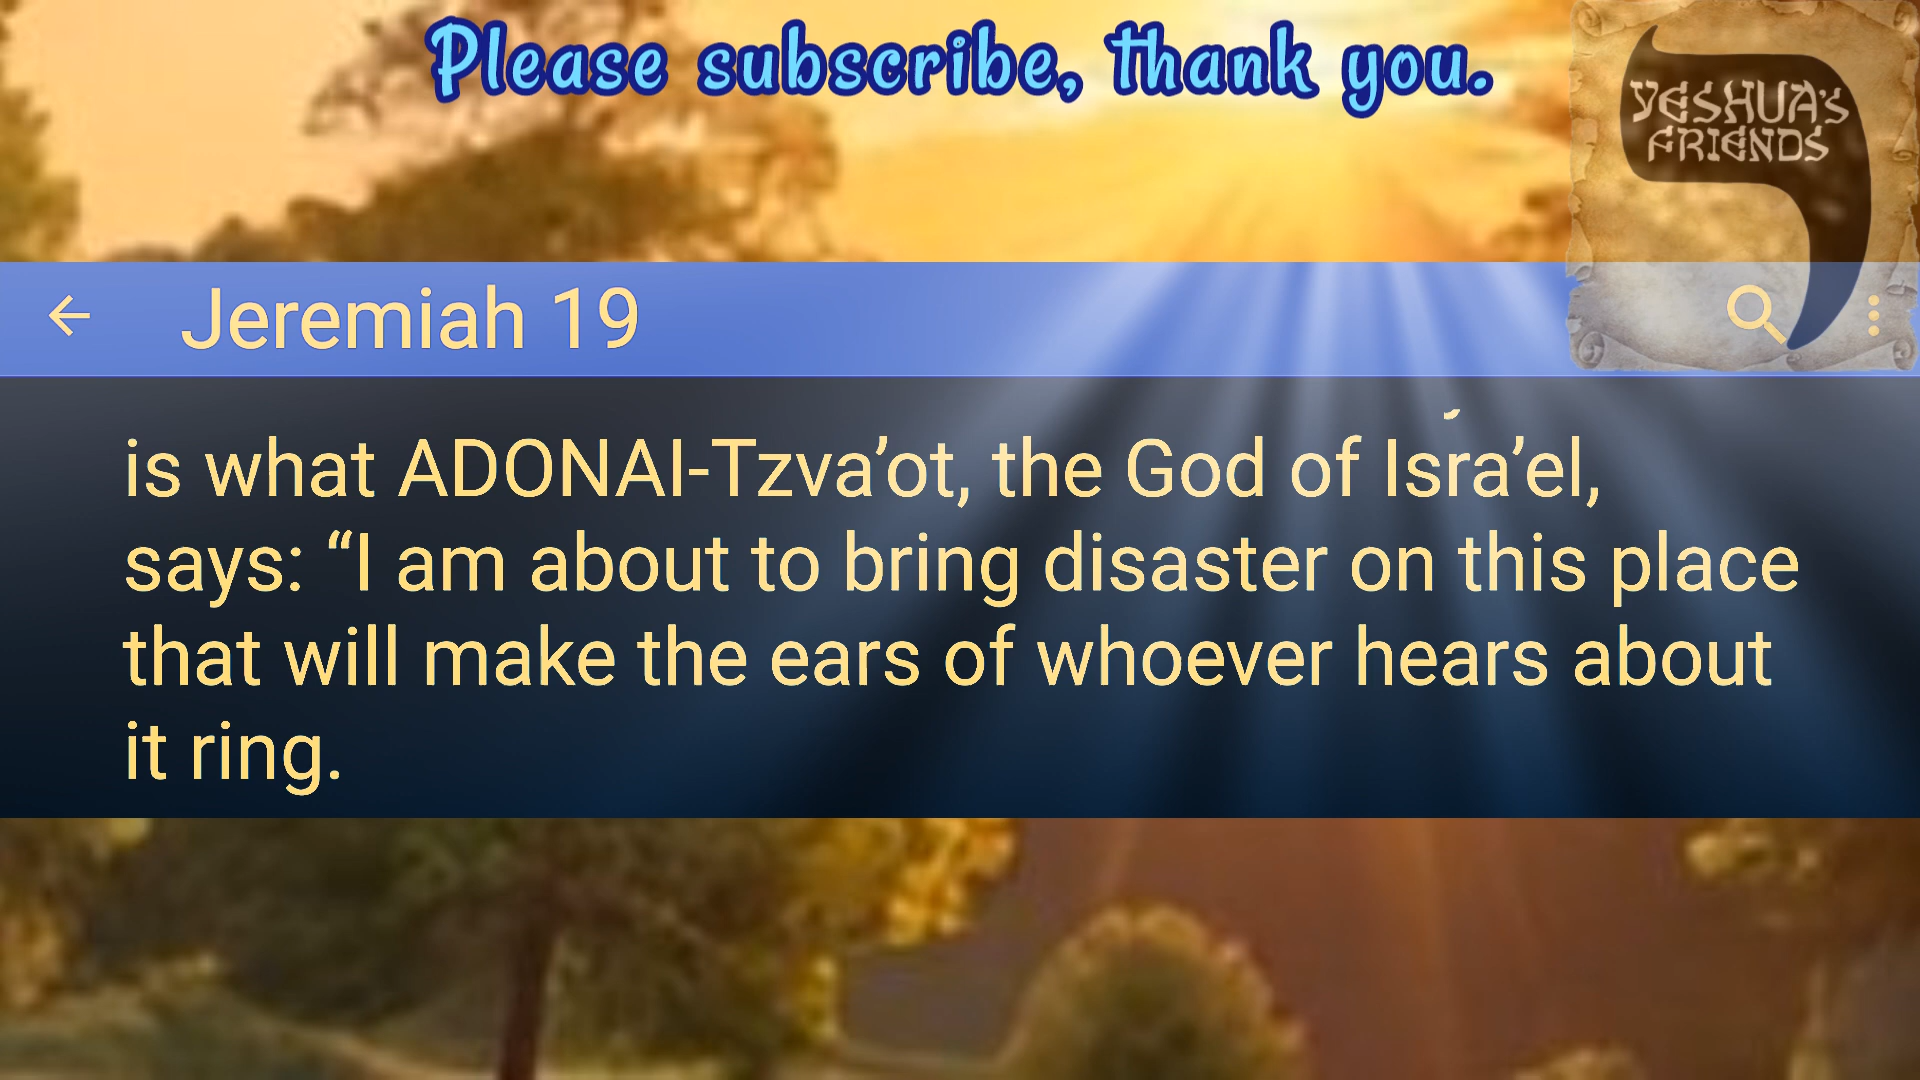 Please subscribe, thank you.
YESHUA'S
FRIENDS
Jeremiah 19
is what ADONAI-Tzva’ot, the God of Isra’el,
says: “I am about to bring disaster on this place
that will make the ears of whoever hears about
it ring.